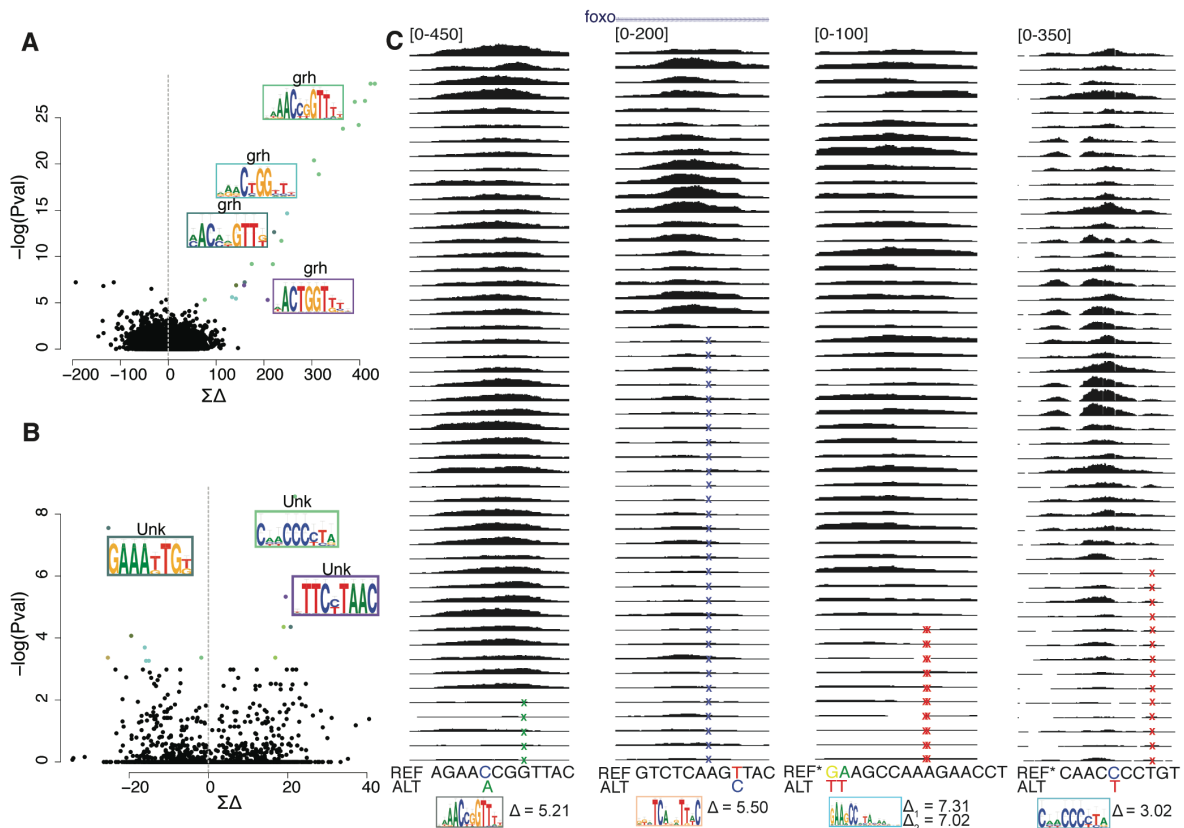 A
grh
grh
grh
grh
−log(Pval)
25
20
15
10
5
0
−200 −100 0 100 200 300 400
ΣΔ
B
Unk
Unk
GAAATTG
Unk
TTCCTAAC
−log(Pval)
8
6
4
2
0
−20 0 20 40
ΣΔ
C
foxo
[0-450] [0-200] [0-100] [0-350]
REF AGAACCGGTTAC
ALT A
Δ = 5.21
REF GTCTCAAGTTAC
ALT C
Δ = 5.50
REF* GAAGCCAAAGAACCT
ALT TT
Δ1 = 7.31
= 7.02
REF* CAACCCCTGT
ALT T
Δ = 3.02